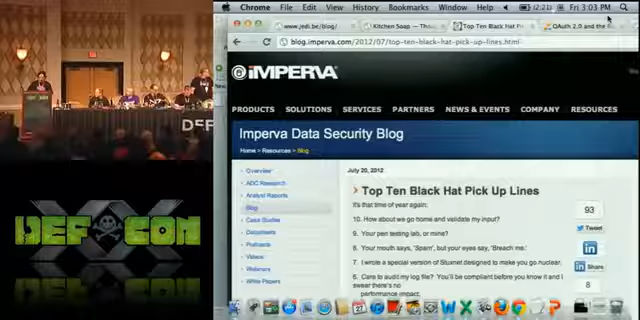 Chrome File Edit View History Bookmarks Window Help (2:21) Fri 3:03 PM
www.jedi.be/blog/ Kitchen Soap — Top Ten Black Hat Pi OAuth 2.0 and the
blog.imperva.com/2012/07/top-ten-black-hat-pick-up-lines.html
IMPERVA
PRODUCTS SOLUTIONS SERVICES PARTNERS NEWS & EVENTS COMPANY RESOURCES
Imperva Data Security Blog
Home > Resources > Blog
Overview
ADC Research
Analyst Reports
Blog
Case Studies
Datasheets
Podcasts
Videos
Webinars
White Papers
July 20, 2012
Top Ten Black Hat Pick Up Lines
It's that time of year again:
10. How about we go home and validate my input?
9. Your pen testing lab, or mine?
8. Your mouth says, 'Spam', but your eyes say, 'Breach me.'
7. I wrote a special version of Stuxnet designed to make you go nuclear.
6. Care to audit my log file? You'll be compliant before you know it and I
swear there's no
performance impact.
93
Tweet
in
in Share
8
DEF
DEFCON
XX